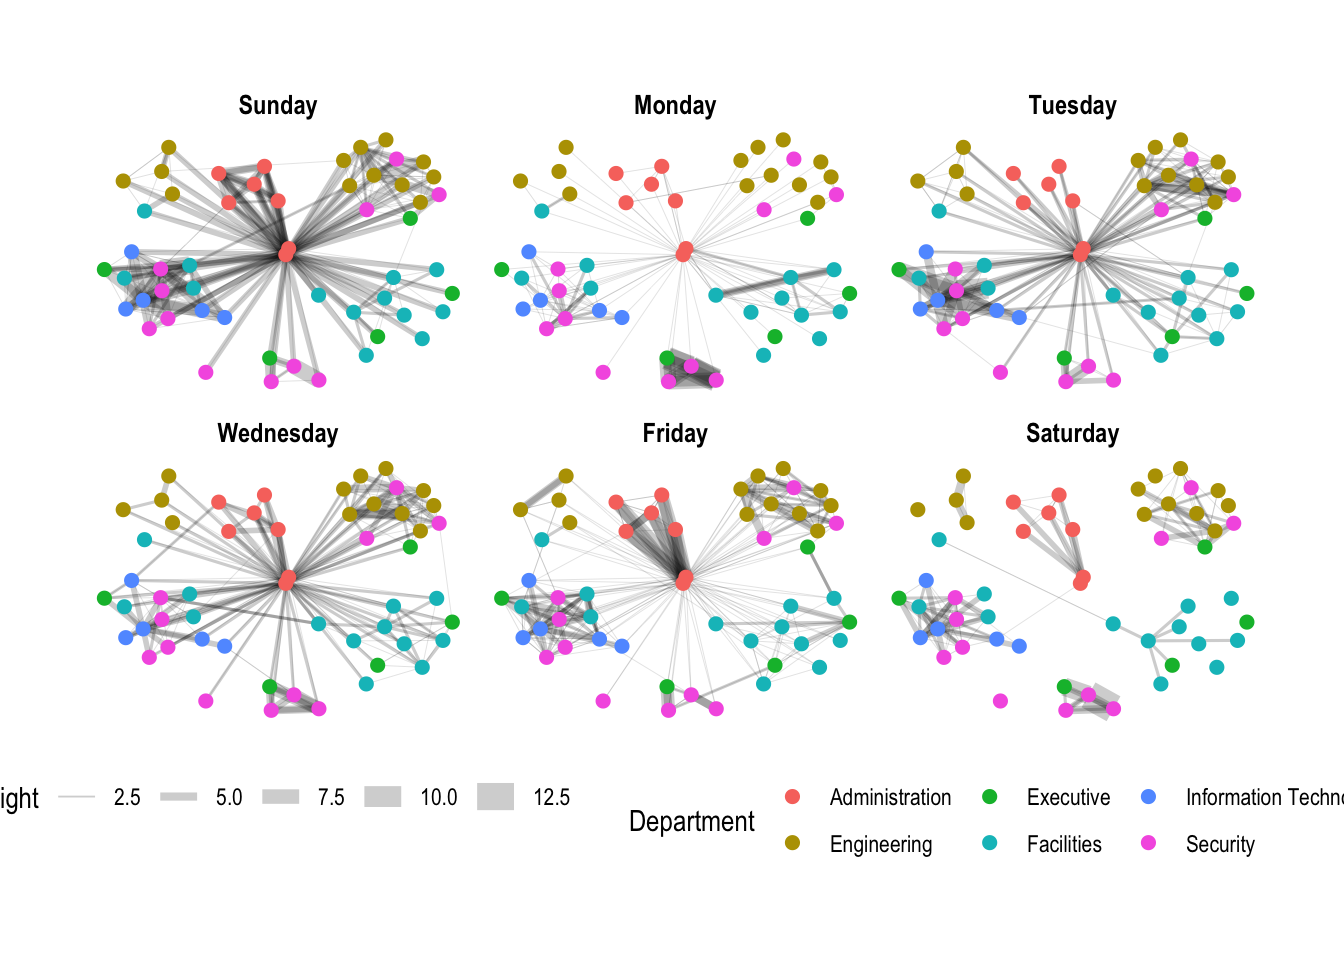 Sunday Monday Tuesday
Wednesday Friday Saturday
ight 2.5 5.0 7.5 10.0 12.5
Department
Administration Executive Information Techno
Engineering Facilities Security